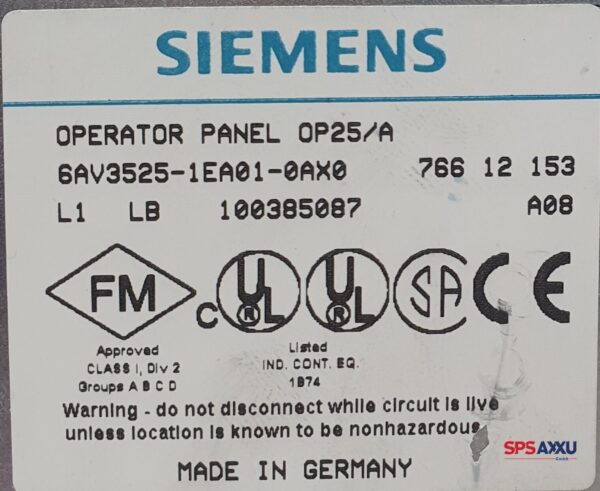 SIEMENS
OPERATOR PANEL OP25/A
6AV3525-1EA01-0AX0 766 12 153
L1 LB 100385087 A08
FM C UL ® UL ® SA CE
Approved Listed
CLASS I, Div 2 IND. CONT. EQ.
Groups A B C D 1B74
Warning - do not disconnect while circuit is live
unless location is known to be nonhazardous
SPS AXXU
GmbH
MADE IN GERMANY